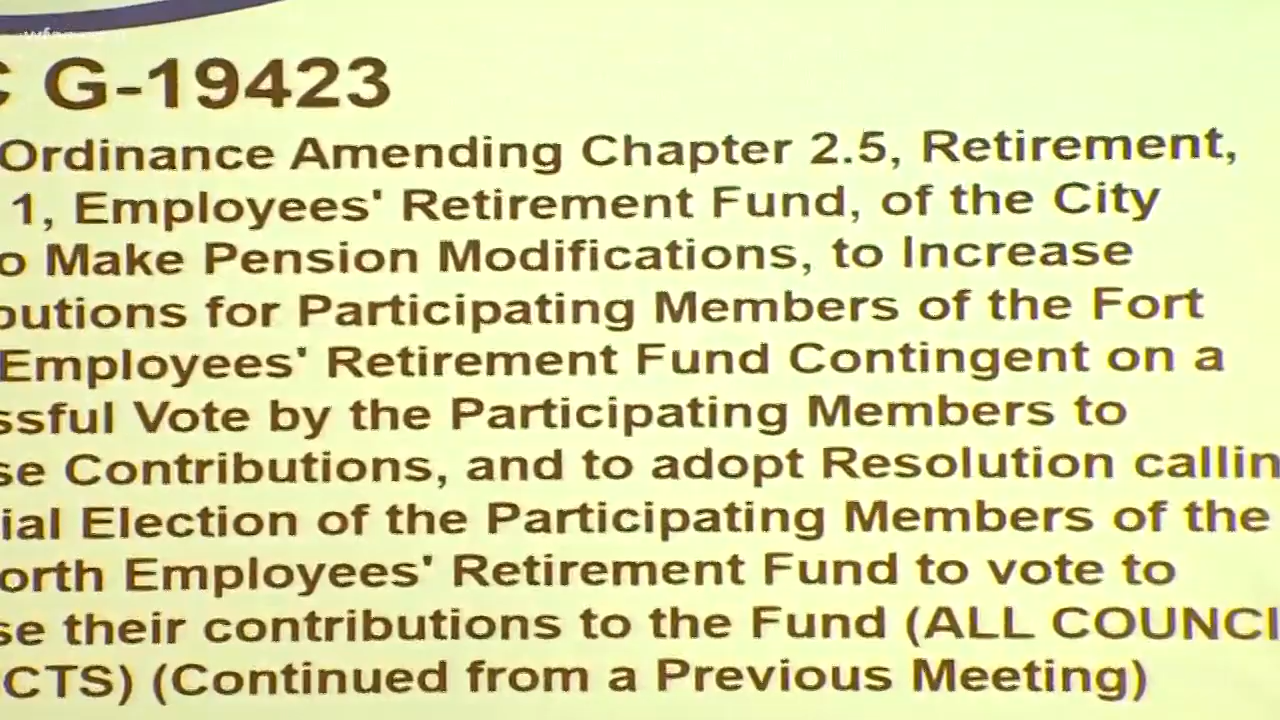 G-19423
Ordinance Amending Chapter 2.5, Retirement,
1, Employees' Retirement Fund, of the City
o Make Pension Modifications, to Increase
butions for Participating Members of the Fort
Employees' Retirement Fund Contingent on a
ssful Vote by the Participating Members to
se Contributions, and to adopt Resolution callin
ial Election of the Participating Members of the
orth Employees' Retirement Fund to vote to
se their contributions to the Fund (ALL COUNCI
CTS) (Continued from a Previous Meeting)